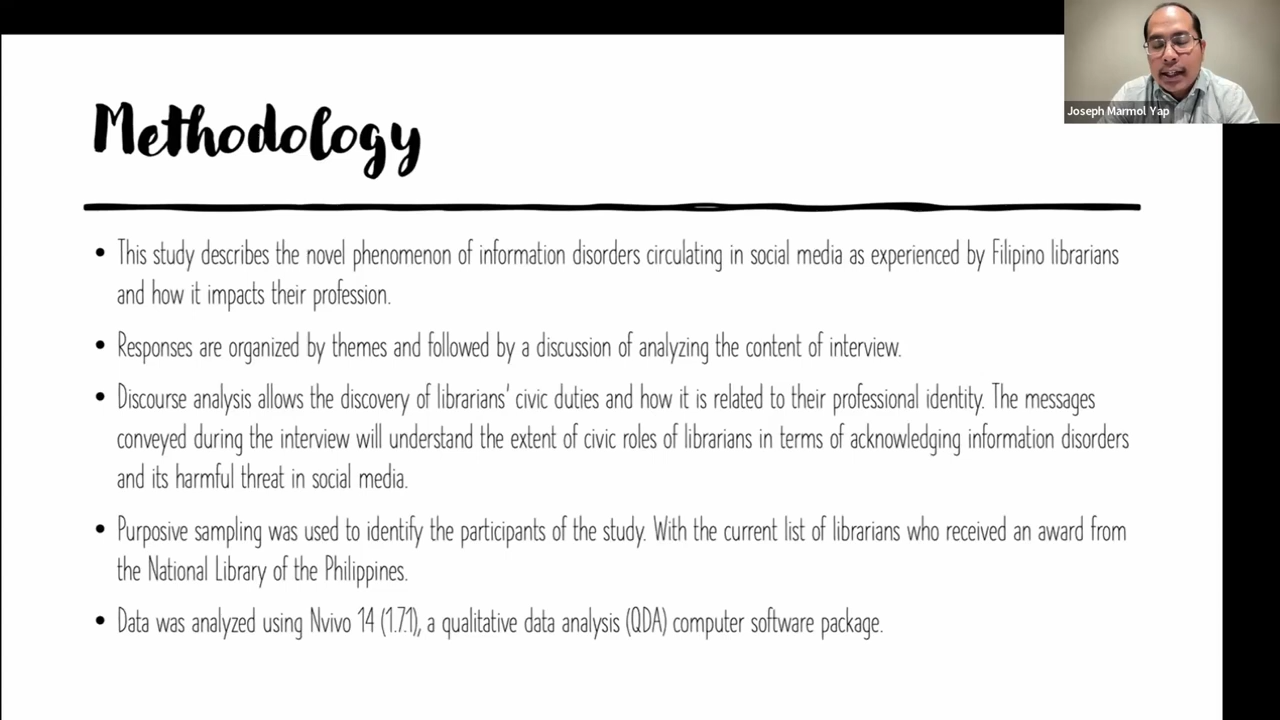 Methodology
Joseph Marmol Yap
• This study describes the novel phenomenon of information disorders circulating in social media as experienced by Filipino librarians
and how it impacts their profession.
• Responses are organized by themes and followed by a discussion of analyzing the content of interview.
• Discourse analysis allows the discovery of librarians' civic duties and how it is related to their professional identity. The messages
conveyed during the interview will understand the extent of civic roles of librarians in terms of acknowledging information disorders
and its harmful threat in social media.
• Purposive sampling was used to identify the participants of the study. With the current list of librarians who received an award from
the National Library of the Philippines.
• Data was analyzed using Nvivo 14 (1.7.1), a qualitative data analysis (QDA) computer software package.